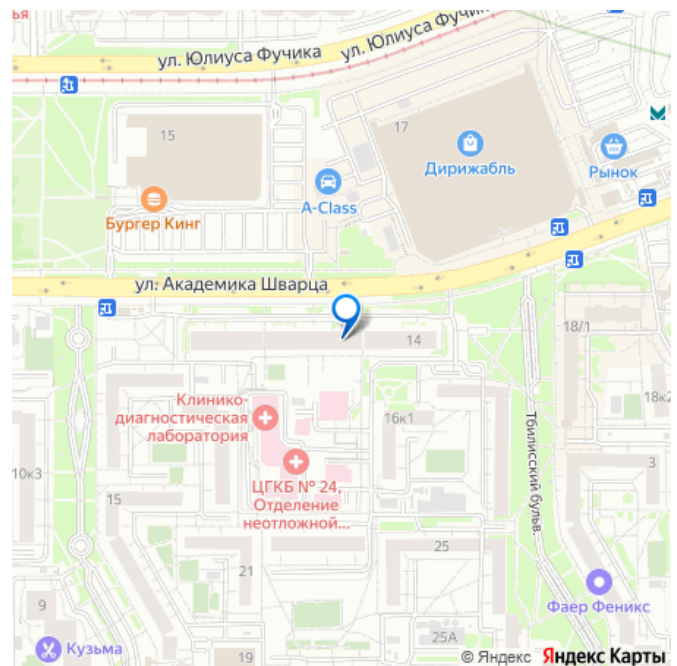 ья
ул. Юлиуса Фучика
ул. Юлиуса Фучика
15
17
Дирижабль
Рынок
A-Class
Бургер Кинг
ул. Академика Шварца
14
18/1
Клинико-
диагностическая
лаборатория
16к1
18к2
Тбилисский бульв.
ЦГКБ № 24,
Отделение
неотложной...
10к3
15
3
25
21
Фаер Феникс
9
25А
Кузьма
19
© Яндекс Яндекс Карты